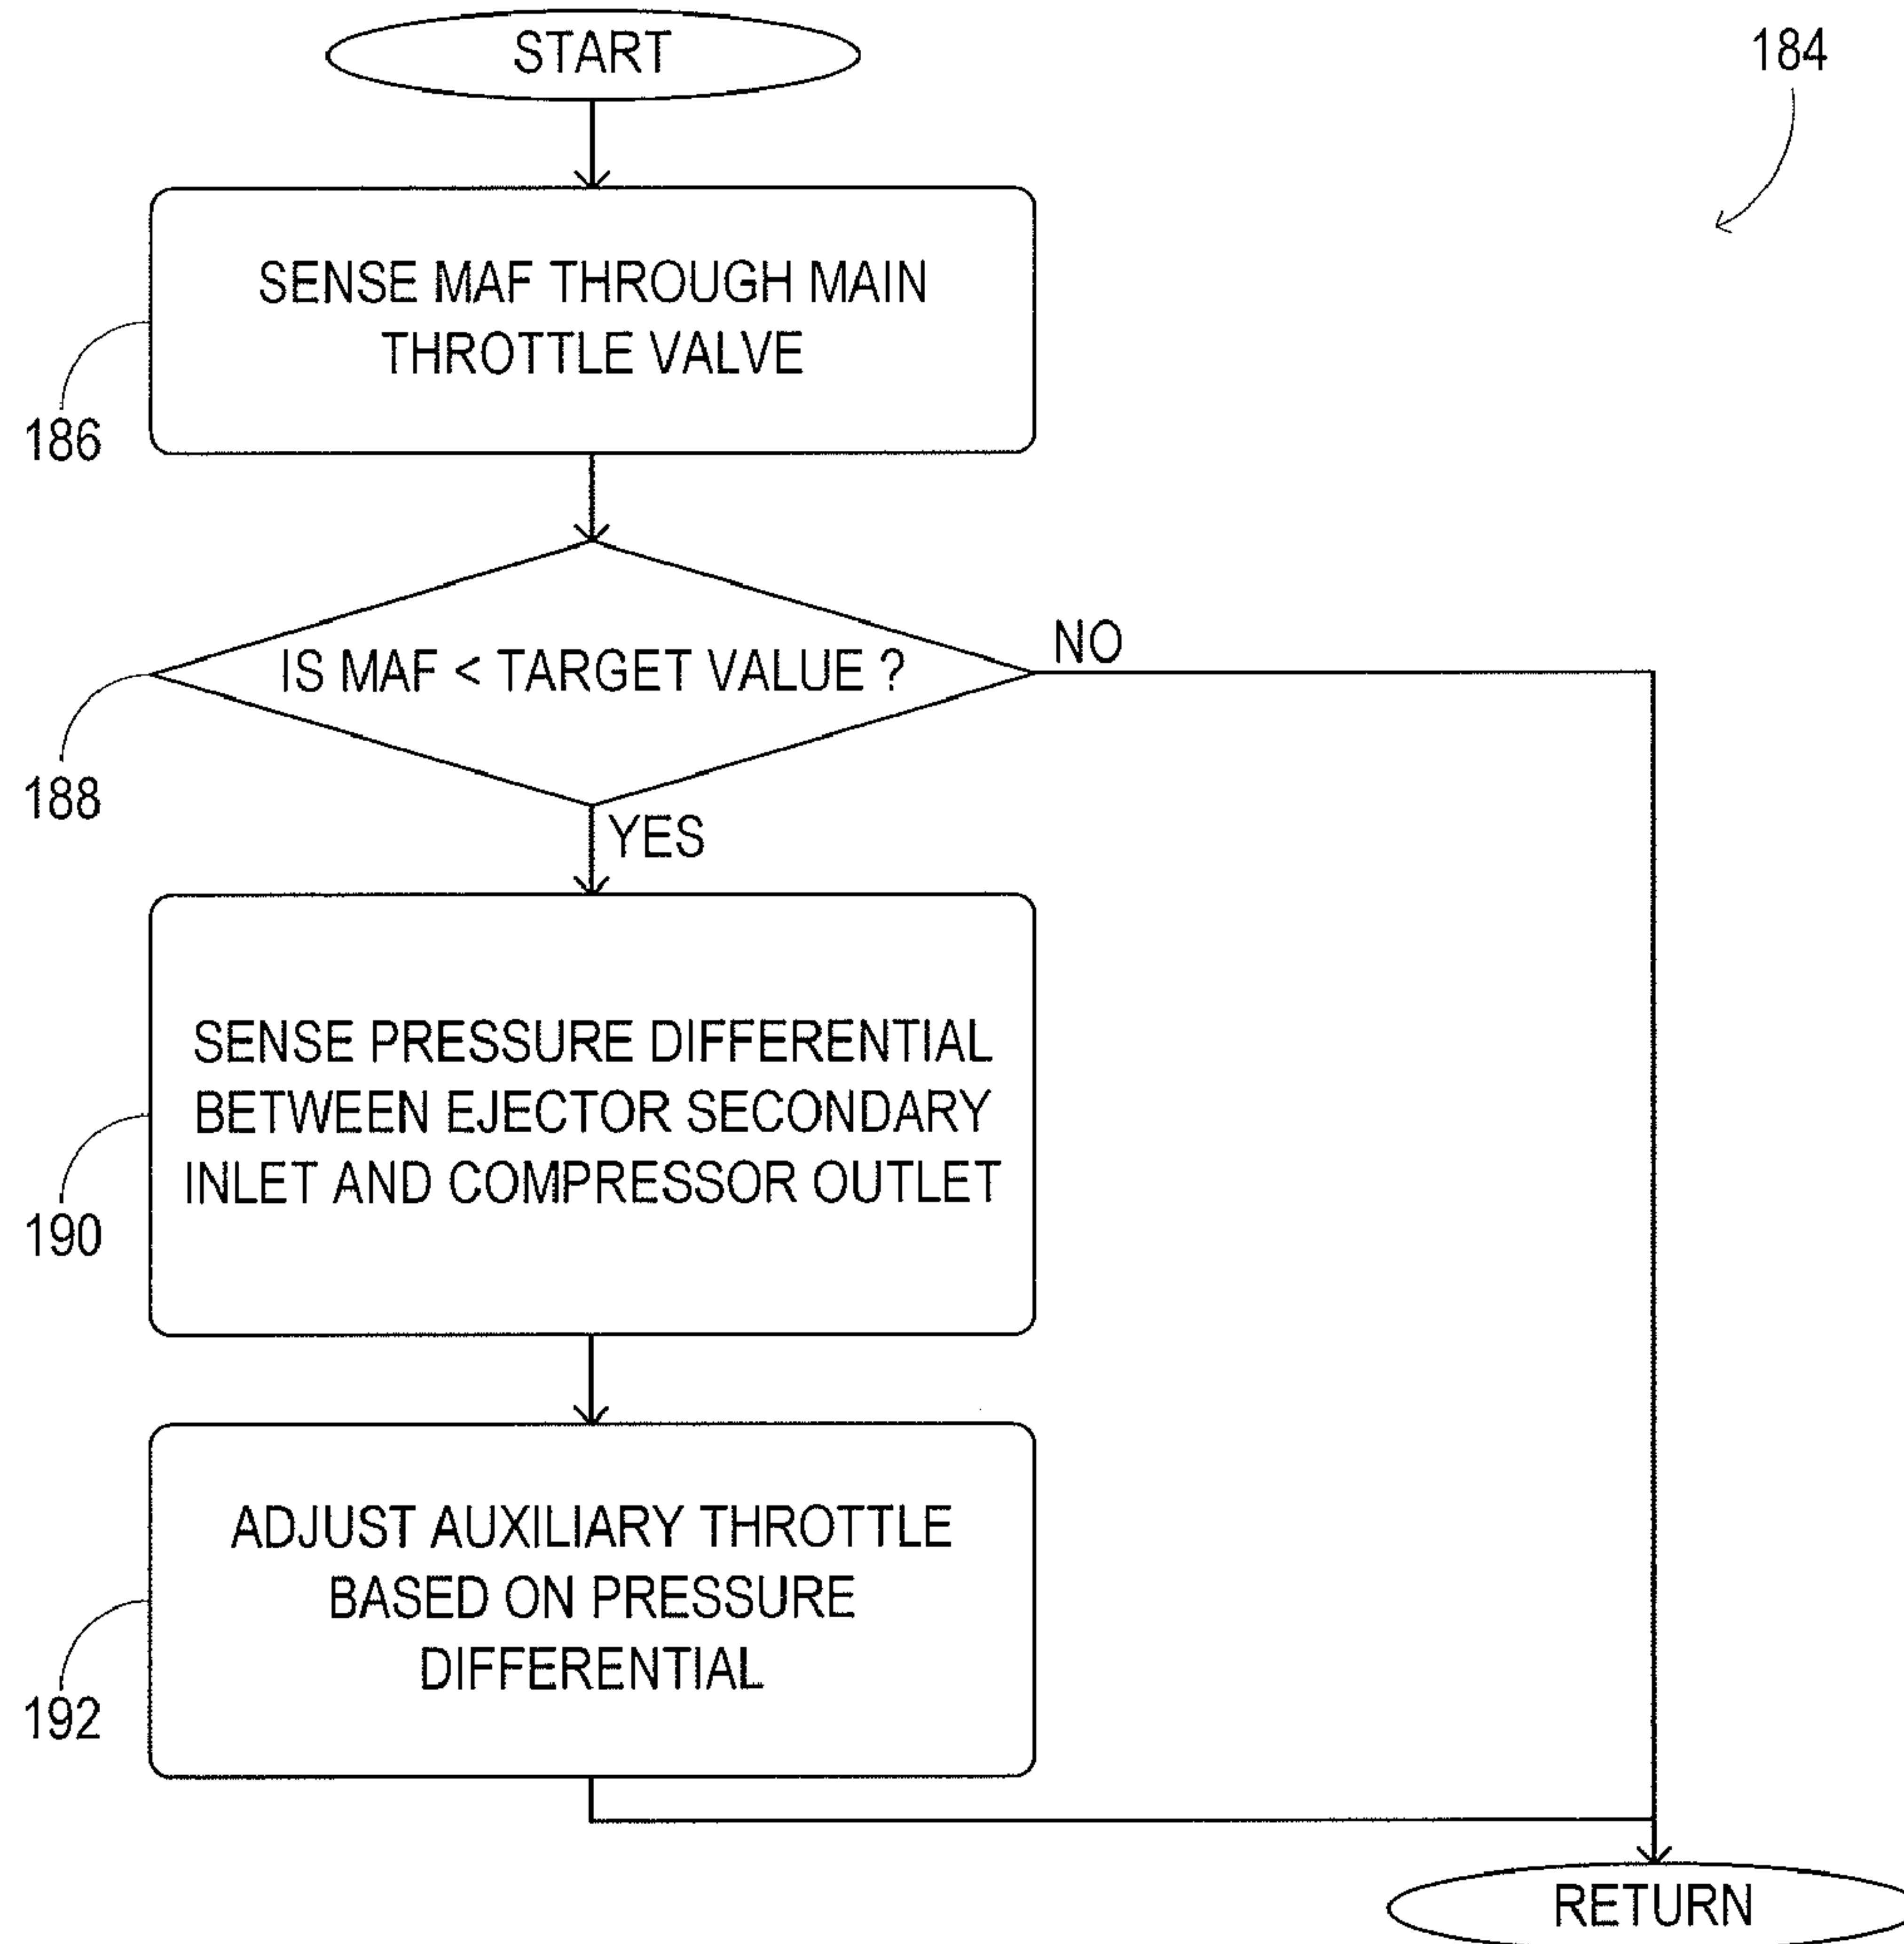 START
184
SENSE MAF THROUGH MAIN
THROTTLE VALVE
186
IS MAF < TARGET VALUE ?
NO
188
YES
SENSE PRESSURE DIFFERENTIAL
BETWEEN EJECTOR SECONDARY
INLET AND COMPRESSOR OUTLET
190
ADJUST AUXILIARY THROTTLE
BASED ON PRESSURE
DIFFERENTIAL
192
RETURN